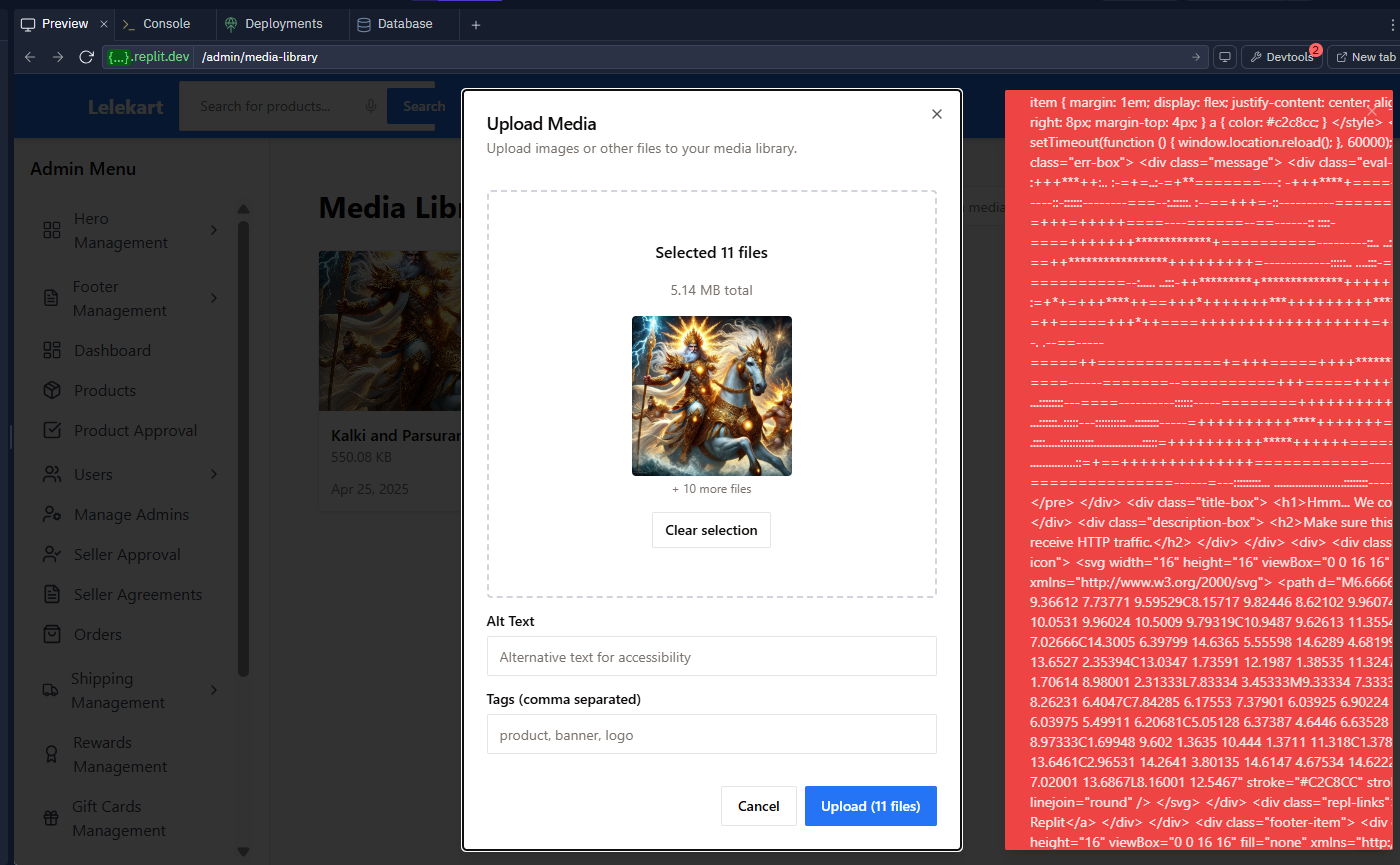 Preview
Console
Deployments
Database
{...}.replit.dev
/admin/media-library
Devtools
2
New tab
Lelekart
Search for products...
Search
Admin Menu
Hero
Management
Footer
Management
Dashboard
Products
Product Approval
Users
Manage Admins
Seller Approval
Seller Agreements
Orders
Shipping
Management
Rewards
Management
Gift Cards
Management
Media Lib
media
Kalki and Parsuran
550.08 KB
Apr 25, 2025
Upload Media
Upload images or other files to your media library.
Selected 11 files
5.14 MB total
+ 10 more files
Clear selection
Alt Text
Alternative text for accessibility
Tags (comma separated)
product, banner, logo
Cancel
Upload (11 files)
item { margin: 1em; display: flex; justify-content: center; alig
right: 8px; margin-top: 4px; } a { color: #c2c8cc; } </style> <
setTimeout(function () { window.location.reload(); }, 60000);
class="err-box"> <div class="message"> <div class="eval-
</pre> </div> <div class="title-box"> <h1>Hmm... We co
</div> <div class="description-box"> <h2>Make sure this
receive HTTP traffic.</h2> </div> </div> <div> <div class
icon"> <svg width="16" height="16" viewBox="0 0 16 16"
xmlns="http://www.w3.org/2000/svg"> <path d="M6.6666
9.36612 7.73771 9.59529C8.15717 9.82446 8.62102 9.96074
10.0531 9.96024 10.5009 9.79319C10.9487 9.62613 11.3554
7.02666C14.3005 6.39799 14.6365 5.55598 14.6289 4.68199
13.6527 2.35394C13.0347 1.73591 12.1987 1.38535 11.3247
1.70614 8.98001 2.31333L7.83334 3.45333M9.33334 7.3333
8.26231 6.4047C7.84285 6.17553 7.37901 6.03925 6.90224
6.03975 5.49911 6.20681C5.05128 6.37387 4.6446 6.63528
8.97333C1.69948 9.602 1.3635 10.444 1.3711 11.318C1.378
13.6461C2.96531 14.2641 3.80135 14.6147 4.67534 14.6222
7.02001 13.6867L8.16001 12.5467" stroke="#C2C8CC" stro
linejoin="round" /> </svg> </div> <div class="repl-links"
Replit</a> </div> </div> <div class="footer-item"> <div
height="16" viewBox="0 0 16 16" fill="none" xmlns="http: